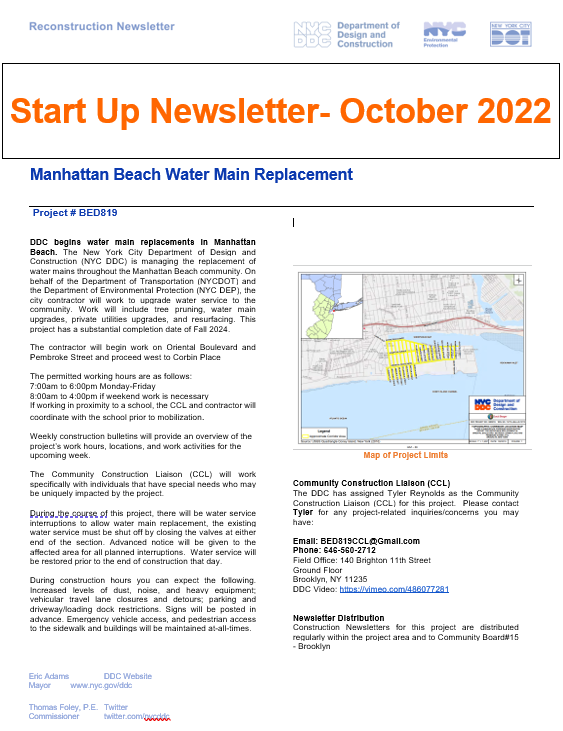 Reconstruction Newsletter
NYC
DDC
Department of
Design and
Construction
NYC
Environmental
Protection
NEW YORK CITY
DOT
Start Up Newsletter- October 2022
Manhattan Beach Water Main Replacement
Project # BED819
DDC begins water main replacements in Manhattan
Beach. The New York City Department of Design and
Construction (NYC DDC) is managing the replacement of
water mains throughout the Manhattan Beach community. On
behalf of the Department of Transportation (NYCDOT) and
the Department of Environmental Protection (NYC DEP), the
city contractor will work to upgrade water service to the
community. Work will include tree pruning, water main
upgrades, private utilities upgrades, and resurfacing. This
project has a substantial completion date of Fall 2024.
The contractor will begin work on Oriental Boulevard and
Pembroke Street and proceed west to Corbin Place
The permitted working hours are as follows:
7:00am to 6:00pm Monday-Friday
8:00am to 4:00pm if weekend work is necessary
If working in proximity to a school, the CCL and contractor will
coordinate with the school prior to mobilization.
Weekly construction bulletins will provide an overview of the
project's work hours, locations, and work activities for the
upcoming week.
The Community Construction Liaison (CCL) will work
specifically with individuals that have special needs who may
be uniquely impacted by the project.
During the course of this project, there will be water service
interruptions to allow water main replacement, the existing
water service must be shut off by closing the valves at either
end of the section. Advanced notice will be given to the
affected area for all planned interruptions. Water service will
be restored prior to the end of construction that day.
During construction hours you can expect the following.
Increased levels of dust, noise, and heavy equipment;
vehicular travel lane closures and detours; parking and
driveway/loading dock restrictions. Signs will be posted in
advance. Emergency vehicle access, and pedestrian access
to the sidewalk and buildings will be maintained at-all-times.
NYC
DDC
Department of
Design and
Construction
Legend
Map of Project Limits
Community Construction Liaison (CCL)
The DDC has assigned Tyler Reynolds as the Community
Construction Liaison (CCL) for this project. Please contact
Tyler for any project-related inquiries/concerns you may
have:
Email: BED819CCL@Gmail.com
Phone: 646-560-2712
Field Office: 140 Brighton 11th Street
Ground Floor
Brooklyn, NY 11235
DDC Video: https://vimeo.com/486077281
Newsletter Distribution
Construction Newsletters for this project are distributed
regularly within the project area and to Community Board#15
- Brooklyn
Eric Adams DDC Website
Mayor www.nyc.gov/ddc
Thomas Foley, P.E. Twitter
Commissioner twitter.com/nycddc